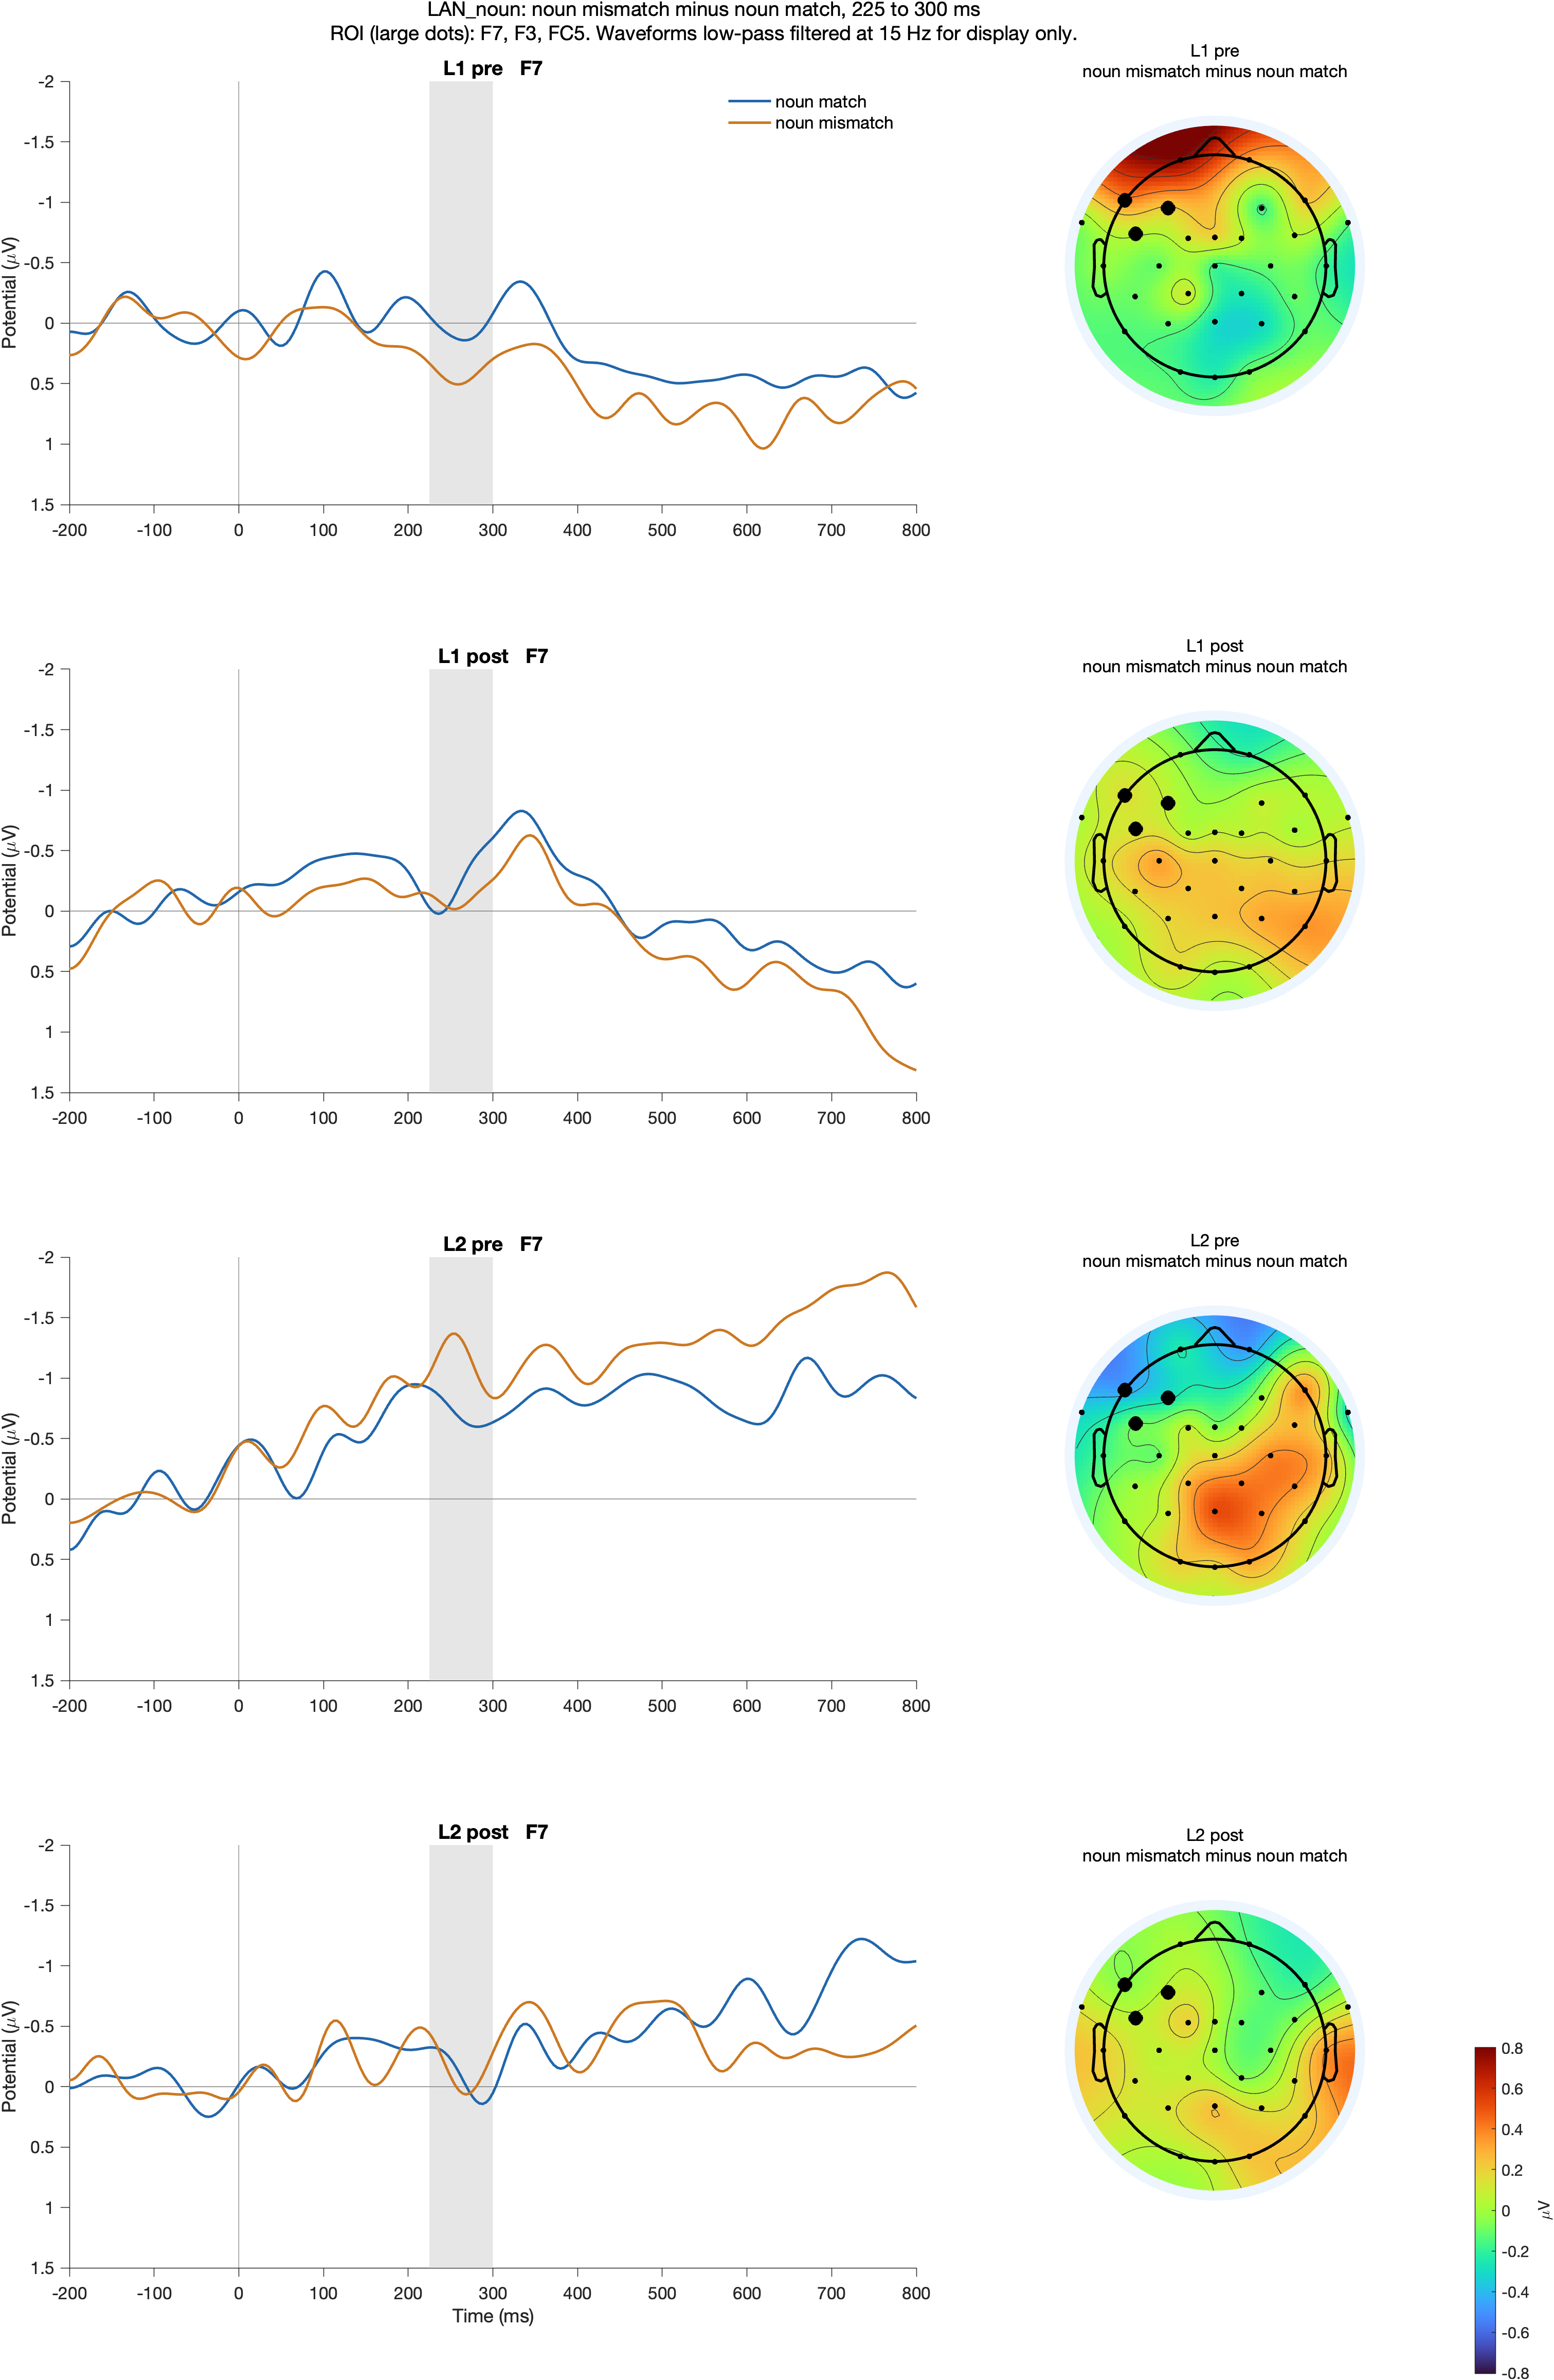 LAN_noun: noun mismatch minus noun match, 225 to 300 ms
ROI (large dots): F7, F3, FC5. Waveforms low-pass filtered at 15 Hz for display only.
L1 pre F7
L1 pre
noun mismatch minus noun match
noun match
noun mismatch
-2
-1.5
-1
-0.5
0
0.5
1
1.5
Potential (µV)
-200 -100 0 100 200 300 400 500 600 700 800
L1 post F7
L1 post
noun mismatch minus noun match
-2
-1.5
-1
-0.5
0
0.5
1
1.5
Potential (µV)
-200 -100 0 100 200 300 400 500 600 700 800
L2 pre F7
L2 pre
noun mismatch minus noun match
-2
-1.5
-1
-0.5
0
0.5
1
1.5
Potential (µV)
-200 -100 0 100 200 300 400 500 600 700 800
L2 post F7
L2 post
noun mismatch minus noun match
-2
-1.5
-1
-0.5
0
0.5
1
1.5
Potential (µV)
-200 -100 0 100 200 300 400 500 600 700 800
Time (ms)
0.8
0.6
0.4
0.2
0
-0.2
-0.4
-0.6
-0.8
µV